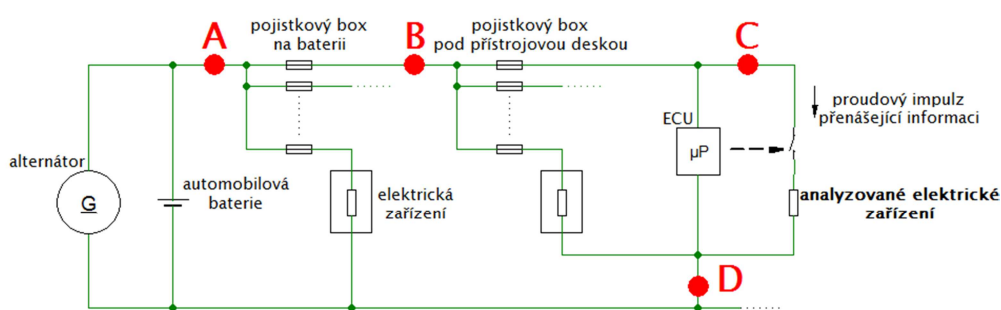 A
pojistkový box
na baterii
B
pojistkový box
pod přístrojovou deskou
C
proudový impulz
přenášející informaci
ECU
µP
alternátor
G
automobilová
baterie
elektrická
zařízení
analyzované elektrické
zařízení
D